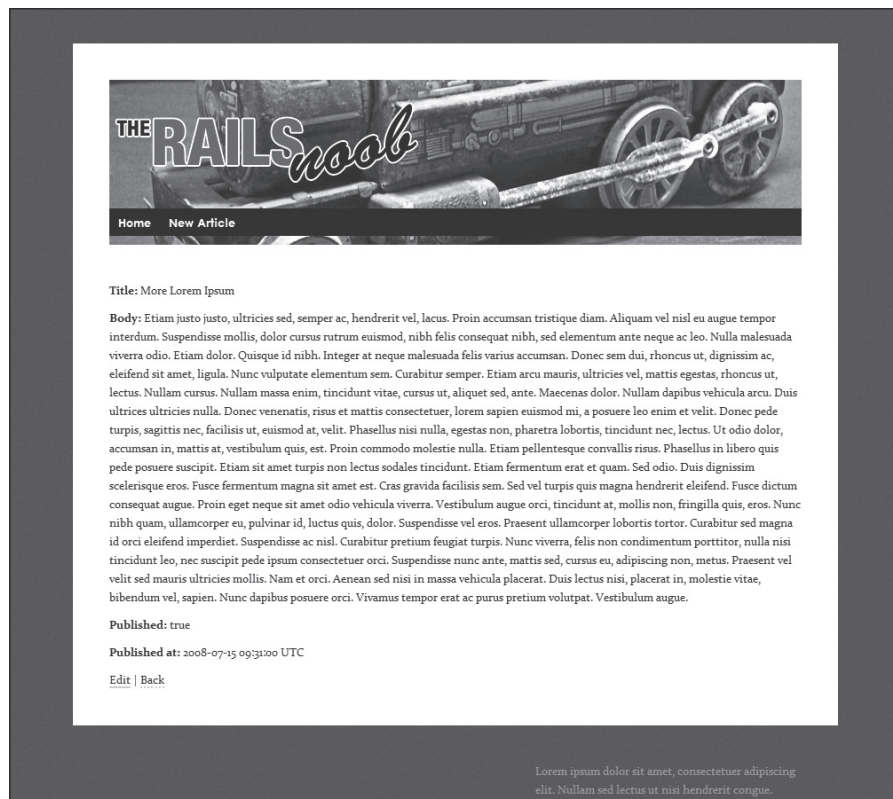 THE RAILS noob
Home New Article
Title: More Lorem Ipsum
Body: Etiam justo justo, ultricies sed, semper ac, hendrerit vel, lacus. Proin accumsan tristique diam. Aliquam vel nisl eu augue tempor
interdum. Suspendisse mollis, dolor cursus rutrum euismod, nibh felis consequat nibh, sed elementum ante neque ac leo. Nulla malesuada
viverra odio. Etiam dolor. Quisque id nibh. Integer at neque malesuada felis varius accumsan. Donec sem dui, rhoncus ut, dignissim ac,
eleifend sit amet, ligula. Nunc vulputate elementum sem. Curabitur semper. Etiam arcu mauris, ultricies vel, mattis egestas, rhoncus ut,
lectus. Nullam cursus. Nullam massa enim, tincidunt vitae, cursus ut, aliquet sed, ante. Maecenas dolor. Nullam dapibus vehicula arcu. Duis
ultrices ultricies nulla. Donec venenatis, risus et mattis consectetuer, lorem sapien euismod mi, a posuere leo enim et velit. Donec pede
turpis, sagittis nec, facilisis ut, euismod at, velit. Phasellus nisi nulla, egestas non, pharetra lobortis, tincidunt nec, lectus. Ut odio dolor,
accumsan in, mattis at, vestibulum quis, est. Proin commodo molestie nulla. Etiam pellentesque convallis risus. Phasellus in libero quis
pede posuere suscipit. Etiam sit amet turpis non lectus sodales tincidunt. Etiam fermentum erat et quam. Sed odio. Duis dignissim
scelerisque eros. Fusce fermentum magna sit amet est. Cras gravida facilisis sem. Sed vel turpis quis magna hendrerit eleifend. Fusce dictum
consequat augue. Proin eget neque sit amet odio vehicula viverra. Vestibulum augue orci, tincidunt at, mollis non, fringilla quis, eros. Nunc
nibh quam, ullamcorper eu, pulvinar id, luctus quis, dolor. Suspendisse vel eros. Praesent ullamcorper lobortis tortor. Curabitur sed magna
id orci eleifend imperdiet. Suspendisse ac nisl. Curabitur pretium feugiat turpis. Nunc viverra, felis non condimentum porttitor, nulla nisi
tincidunt leo, nec suscipit pede ipsum consectetuer orci. Suspendisse nunc ante, mattis sed, cursus eu, adipiscing non, metus. Praesent vel
velit sed mauris ultricies mollis. Nam et orci. Aenean sed nisi in massa vehicula placerat. Duis lectus nisi, placerat in, molestie vitae,
bibendum vel, sapien. Nunc dapibus posuere orci. Vivamus tempor erat ac purus pretium volutpat. Vestibulum augue.
Published: true
Published at: 2008-07-15 09:31:00 UTC
Edit | Back
Lorem ipsum dolor sit amet, consectetuer adipiscing
elit. Nullam sed lectus ut nisi hendrerit congue.